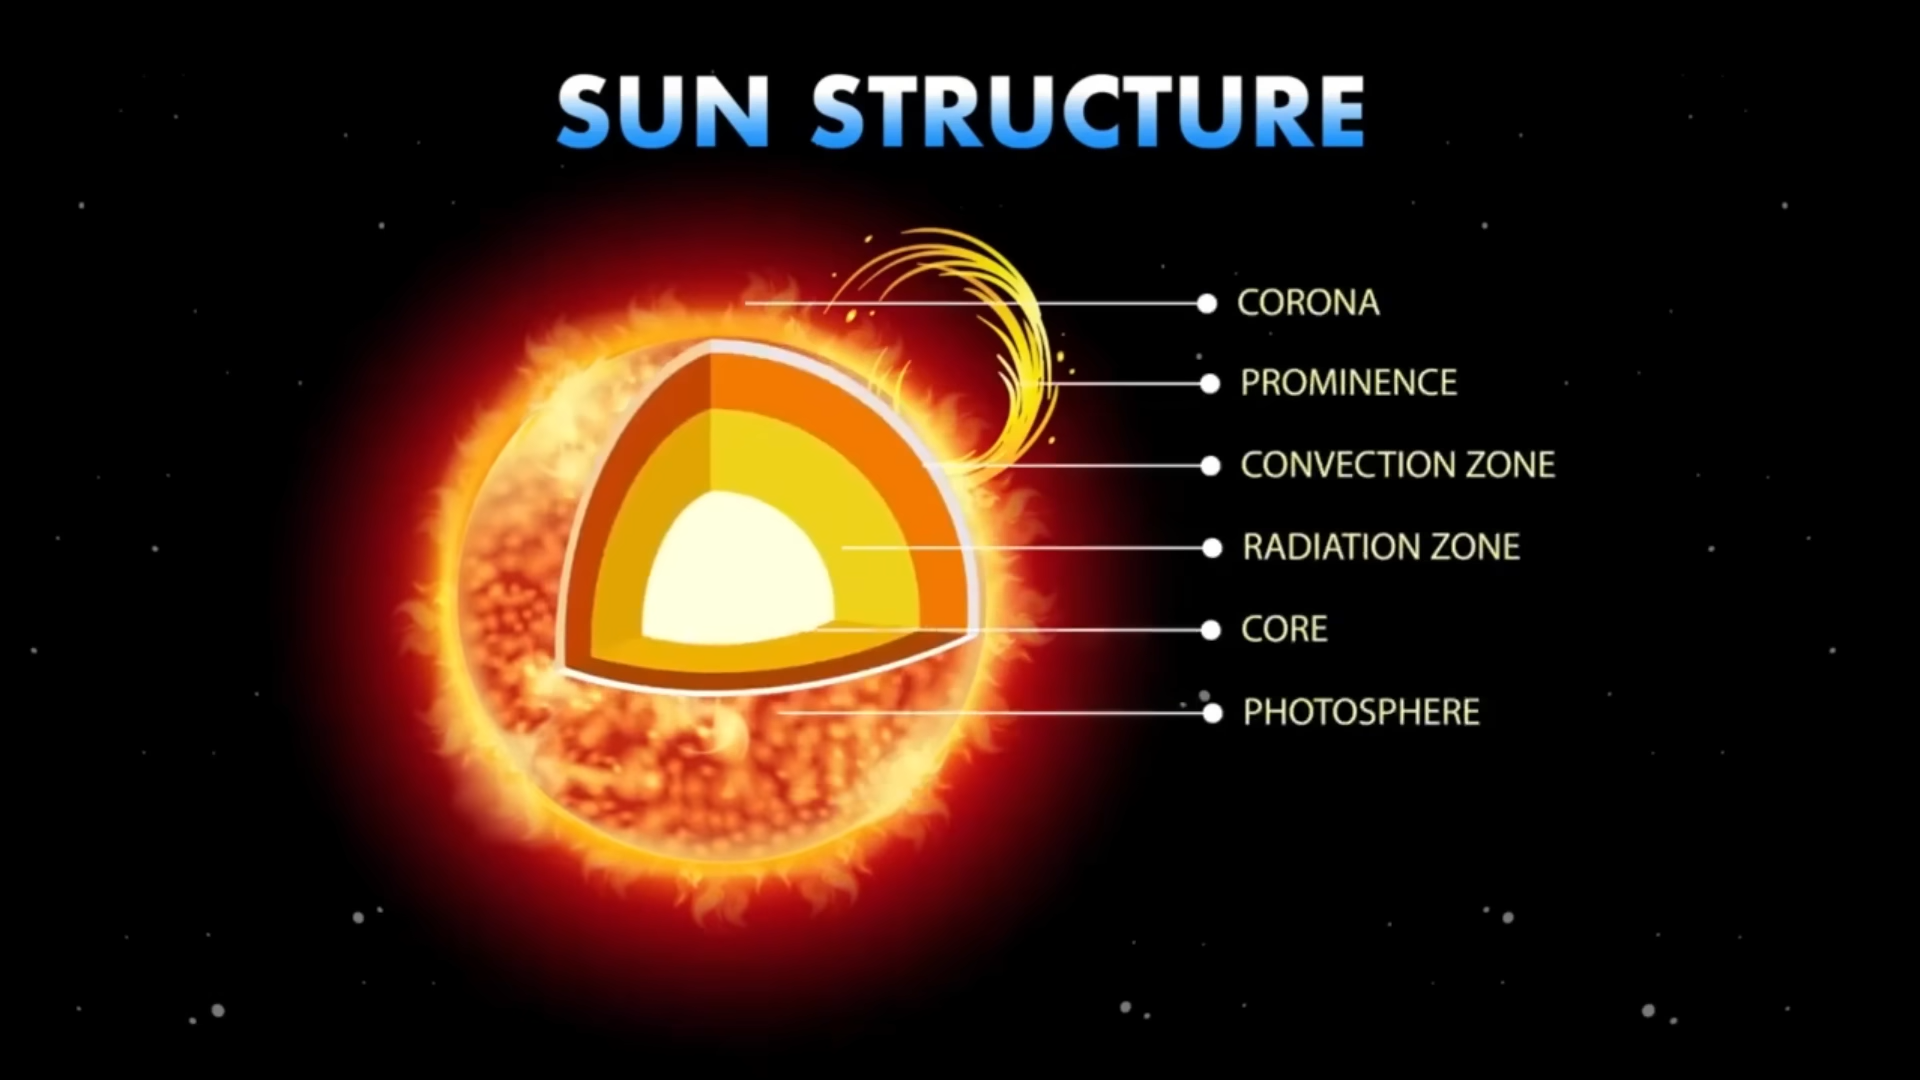 SUN STRUCTURE
CORONA
PROMINENCE
CONVECTION ZONE
RADIATION ZONE
CORE
PHOTOSPHERE